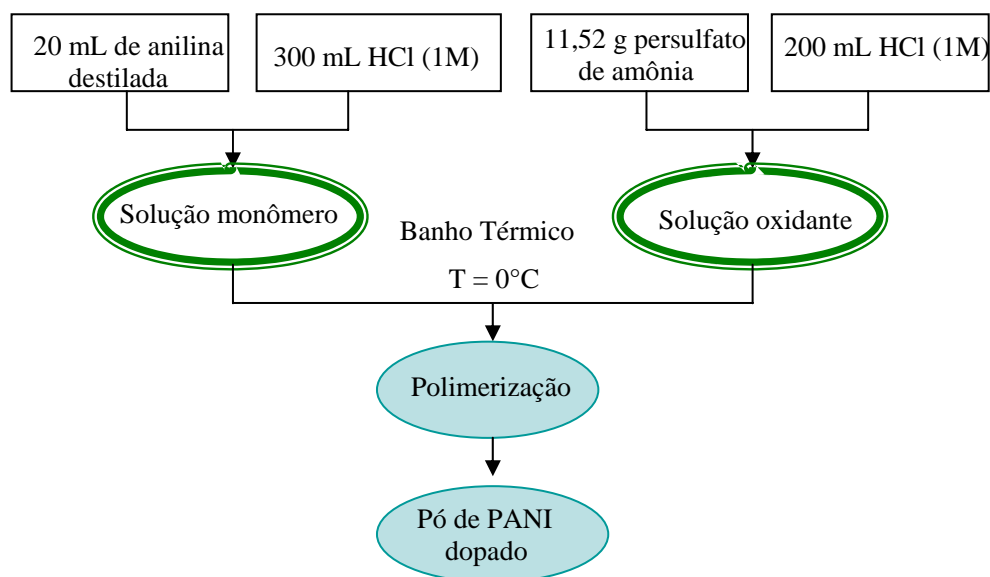 20 mL de anilina
destilada
300 mL HCl (1M)
11,52 g persulfato
de amônia
200 mL HCl (1M)
Solução monômero
Solução oxidante
Banho Térmico
T = 0°C
Polimerização
Pó de PANI
dopado